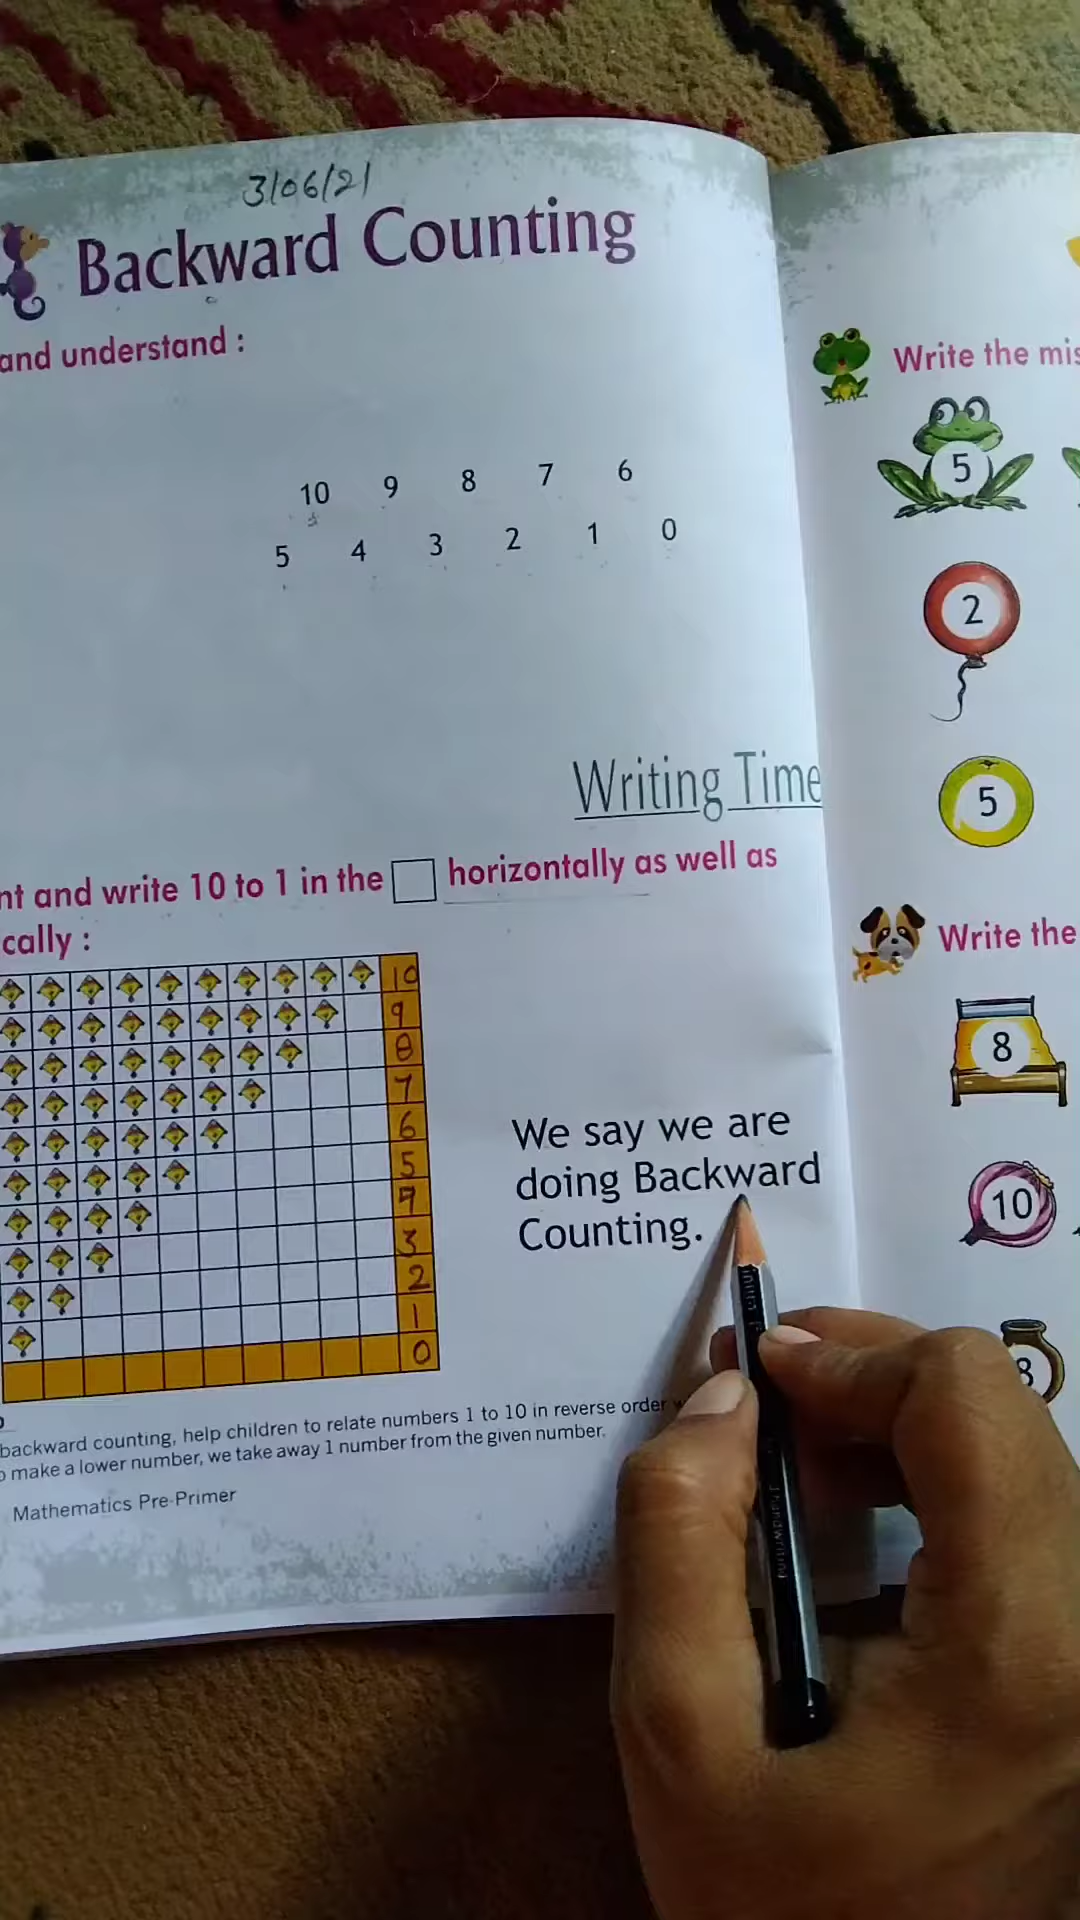 3/06/21
Backward Counting
and understand :
10 9 8 7 6
5 4 3 2 1 0
Writing Time
and write 10 to 1 in the horizontally as well as
:
10
9
8
7
6
5
3
2
1
0
We say we are
doing Backward
Counting.
backward counting, help children to relate numbers 1 to 10 in reverse order
make a lower number, we take away 1 number from the given number.
Mathematics Pre-Primer
Write the
5
2
5
Write the
8
10
8